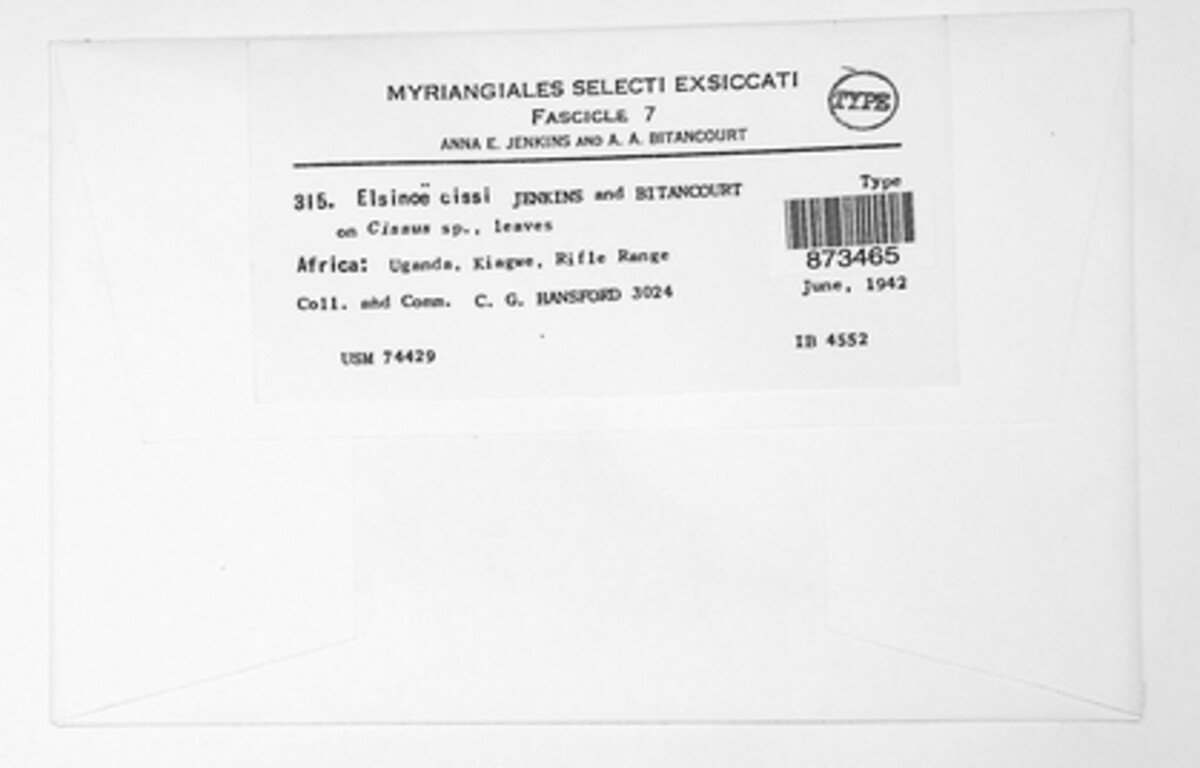 MYRIANGIALES SELECTI EXSICCATI
FASCICLE 7
ANNA E. JENKINS AND A. A. BITANCOURT
TYPE
315. Elsinoë cissi JENKINS and BITANCOURT
Type
on Cissus sp., leaves
873465
Africa: Uganda, Kiagwe, Rifle Range
June, 1942
Coll. and Comm. C. G. HANSFORD 3024
USM 74429
IB 4552